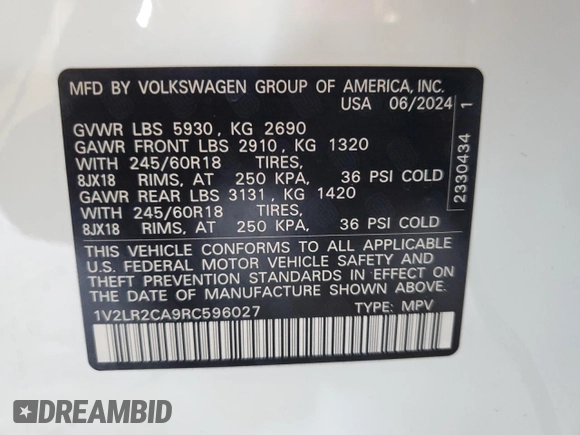 MFD BY VOLKSWAGEN GROUP OF AMERICA, INC.
USA 06/2024
GVWR LBS 5930, KG 2690
GAWR FRONT LBS 2910, KG 1320
WITH 245/60R18 TIRES,
8JX18 RIMS, AT 250 KPA, 36 PSI COLD
GAWR REAR LBS 3131, KG 1420
WITH 245/60R18 TIRES,
8JX18 RIMS, AT 250 KPA, 36 PSI COLD
THIS VEHICLE CONFORMS TO ALL APPLICABLE
U.S. FEDERAL MOTOR VEHICLE SAFETY AND
THEFT PREVENTION STANDARDS IN EFFECT ON
THE DATE OF MANUFACTURE SHOWN ABOVE.
1V2LR2CA9RC596027 TYPE: MPV
2330434 1
DREAMBID